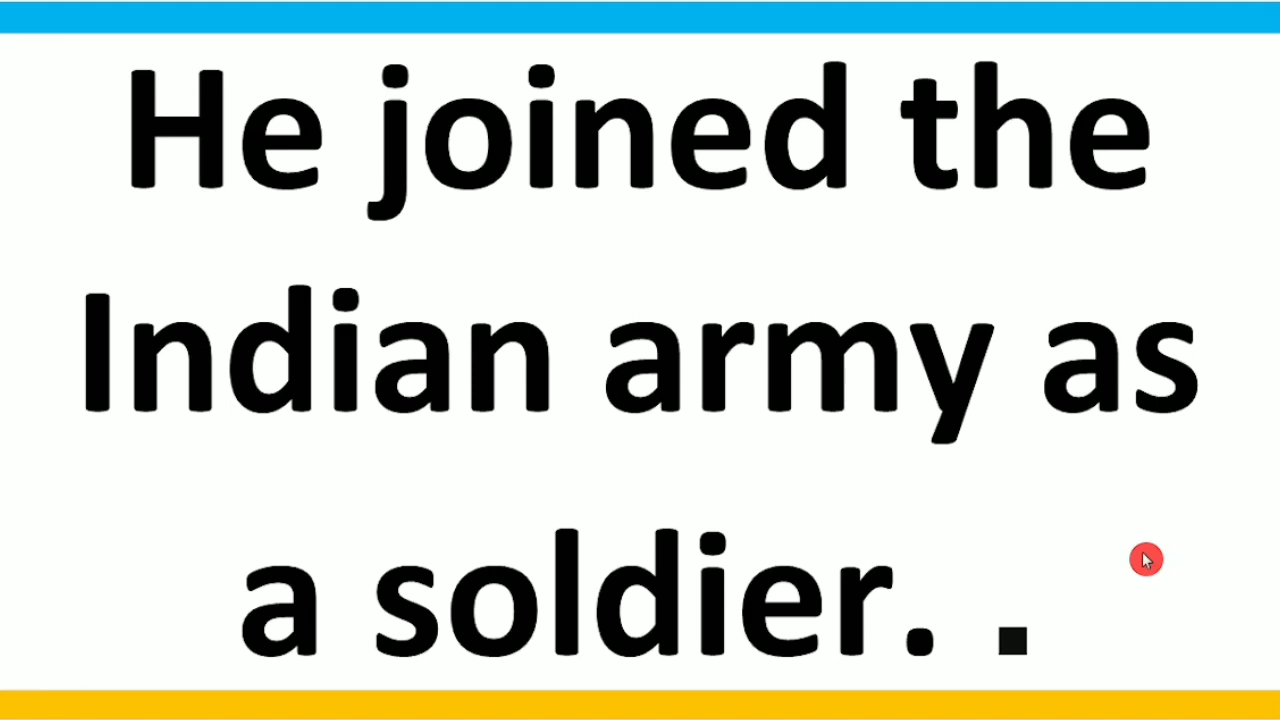 He joined the
Indian army as
a soldier. .